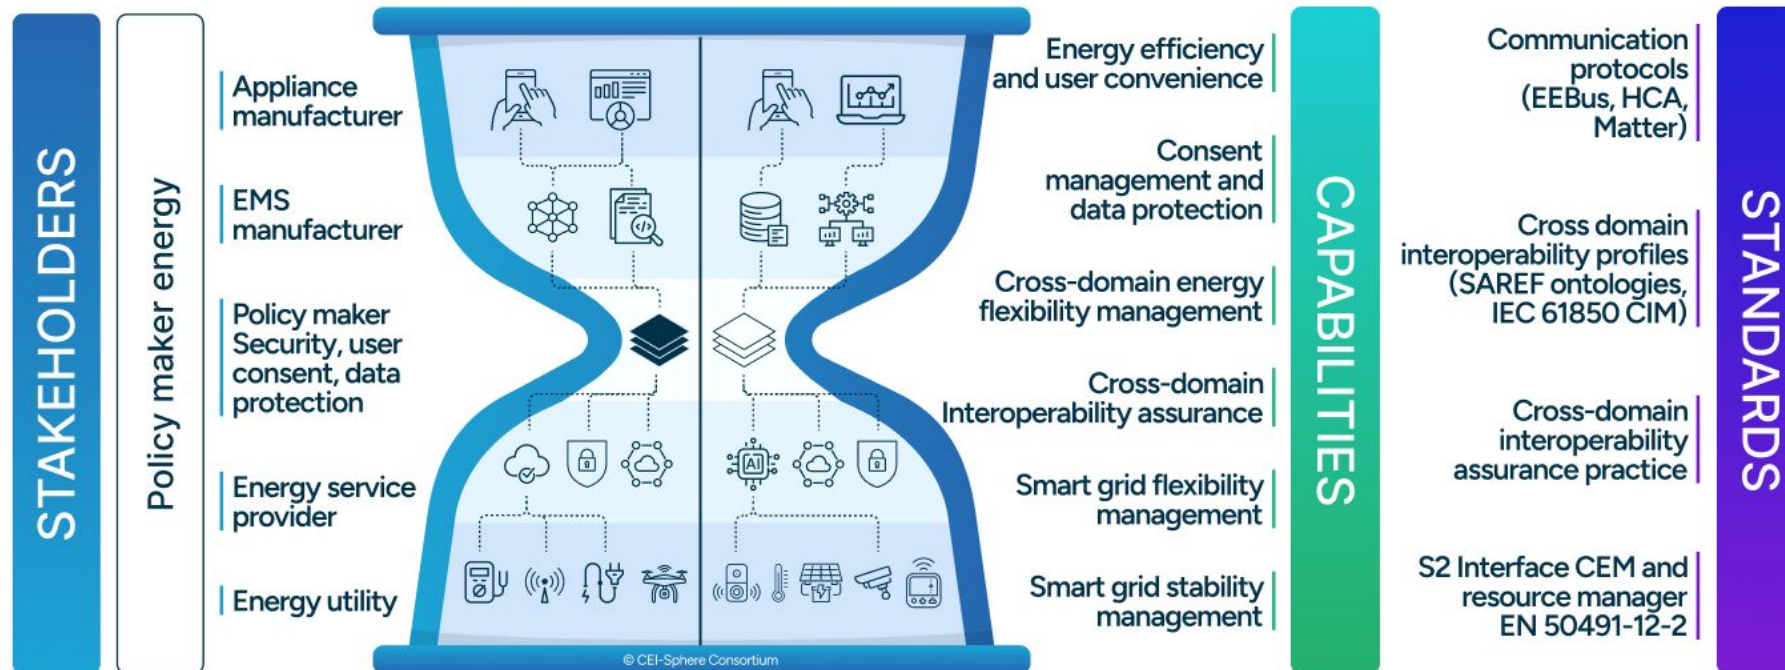 STAKEHOLDERS
Policy maker energy
Appliance
manufacturer
EMS
manufacturer
Policy maker
Security, user
consent, data
protection
Energy service
provider
Energy utility
AI
© CEI-Sphere Consortium
Energy efficiency
and user convenience
Consent
management and
data protection
Cross-domain energy
flexibility management
Cross-domain
Interoperability assurance
Smart grid flexibility
management
Smart grid stability
management
CAPABILITIES
Communication
protocols
(EEBus, HCA,
Matter)
Cross domain
interoperability profiles
(SAREF ontologies,
IEC 61850 CIM)
Cross-domain
interoperability
assurance practice
S2 Interface CEM and
resource manager
EN 50491-12-2
STANDARDS